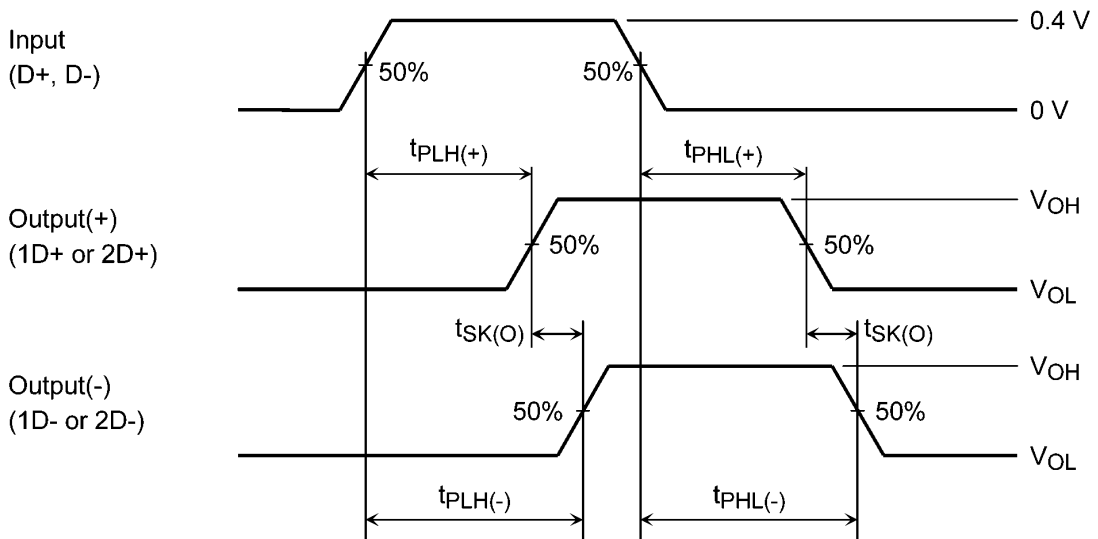 Input
(D+, D-)
0.4 V
50%
50%
0 V
tPLH(+)
tPHL(+)
Output(+)
(1D+ or 2D+)
VOH
50%
50%
VOL
tSK(O)
tSK(O)
Output(-)
(1D- or 2D-)
VOH
50%
50%
VOL
tPLH(-)
tPHL(-)